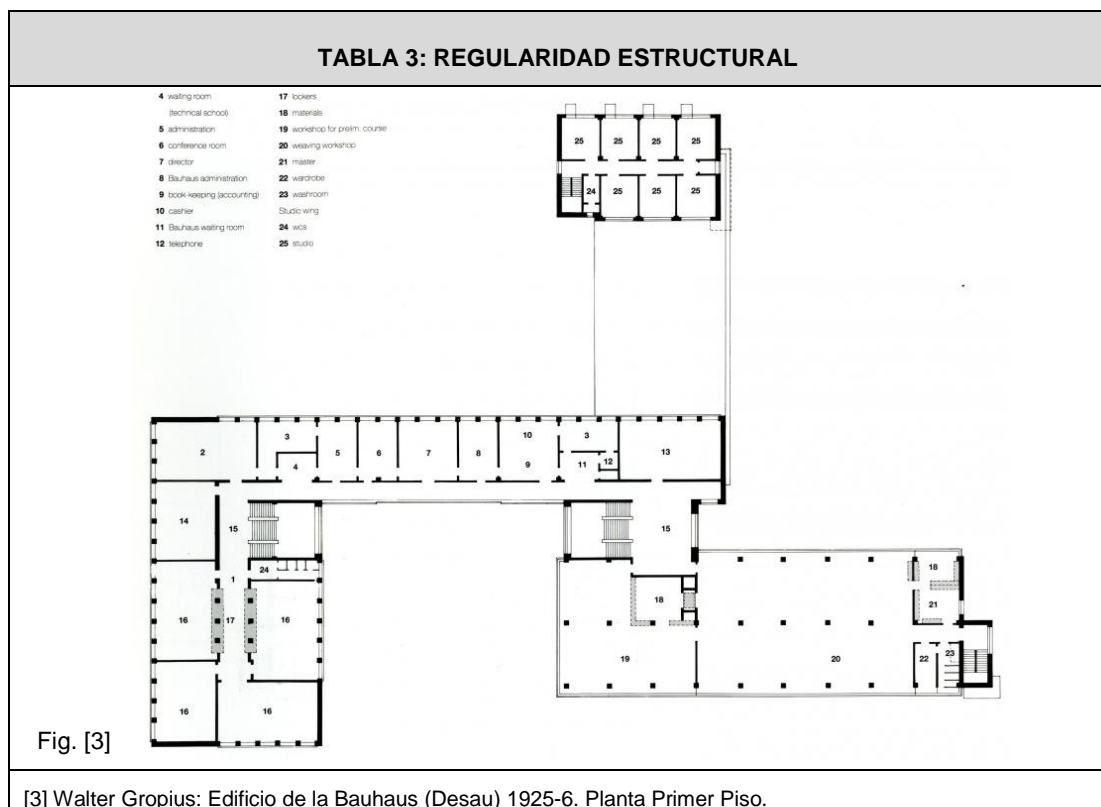 TABLA 3: REGULARIDAD ESTRUCTURAL
4 waiting room
(technical school)
5 administration
6 conference room
7 director
8 Bauhaus administration
9 book-keeping (accounting)
10 cashier
11 Bauhaus waiting room
12 telephone
17 lockers
18 materials
19 workshop for prelim. course
20 weaving workshop
21 master
22 wardrobe
23 washroom
Studio wing
24 wcs
25 studio
25 25 25 25
24 25 25 25
2 3 4 5 6 7 8 10 9 3 11 12 13
14 15 15
24 1
16 17 16
16 16
18 18 21
19 20 22 23
Fig. [3]
[3] Walter Gropius: Edificio de la Bauhaus (Desau) 1925-6. Planta Primer Piso.